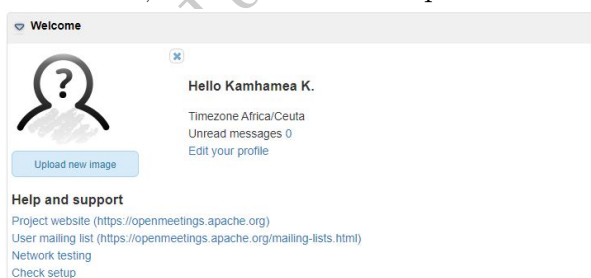 Welcome
Hello Kamhamea K.
Timezone Africa/Ceuta
Unread messages 0
Edit your profile
Upload new image
Help and support
Project website (https://openmeetings.apache.org)
User mailing list (https://openmeetings.apache.org/mailing-lists.html)
Network testing
Check setup